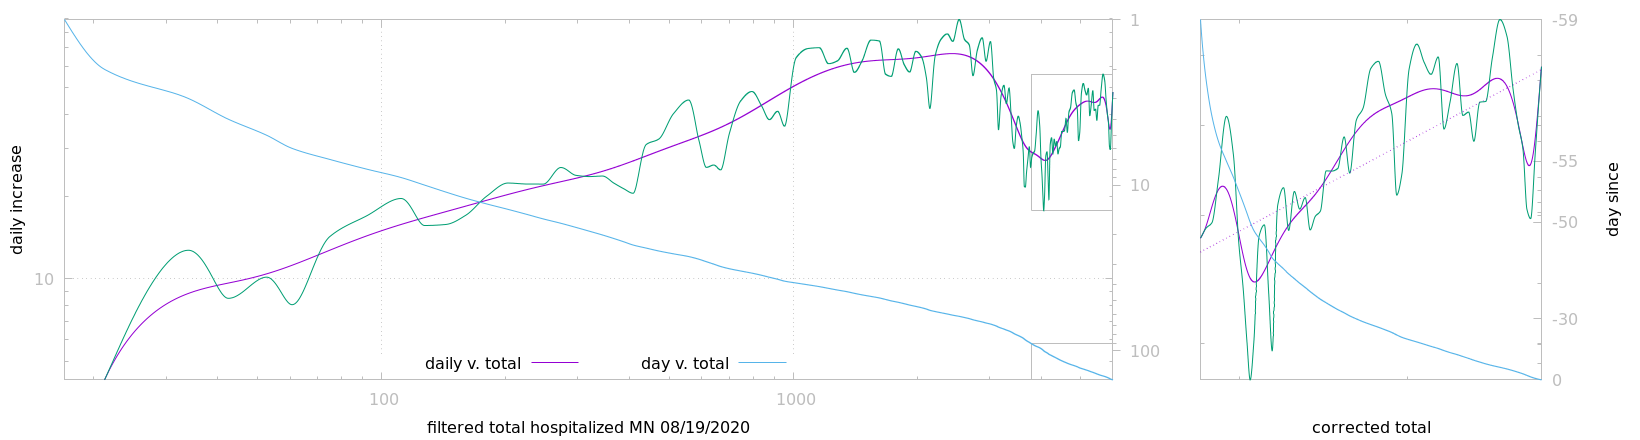 1
-59
daily increase
10
10
-55
-50
day since
-30
100
daily v. total
day v. total
0
100
1000
filtered total hospitalized MN 08/19/2020
corrected total